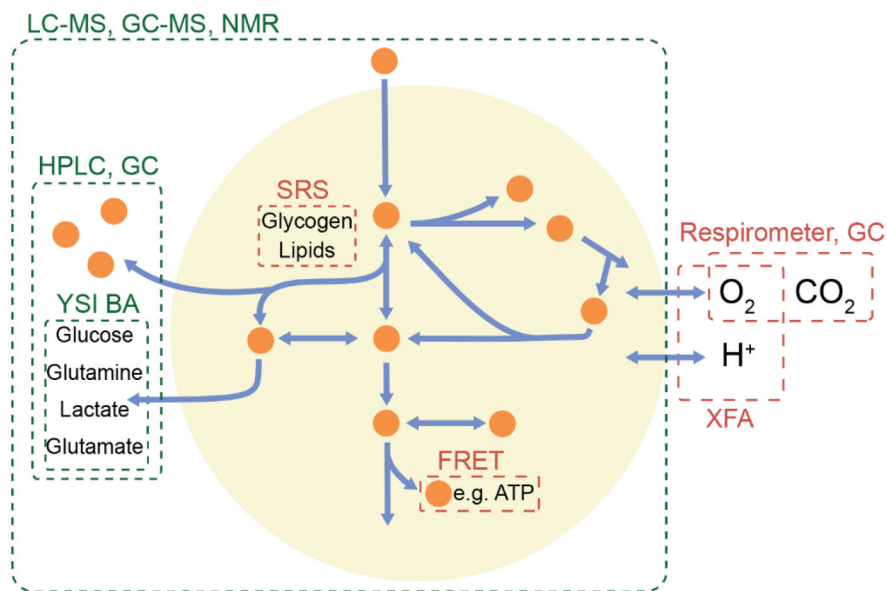 LC-MS, GC-MS, NMR
HPLC, GC
SRS
Glycogen
Lipids
Respirometer, GC
O₂ CO₂
H⁺
XFA
YSI BA
Glucose
Glutamine
Lactate
Glutamate
FRET
e.g. ATP